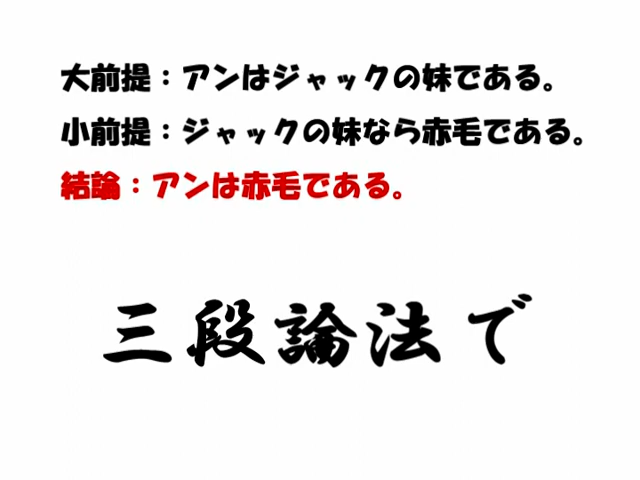 大前提：アンはジャックの妹である。
小前提：ジャックの妹なら赤毛である。
結論：アンは赤毛である。
三段論法で